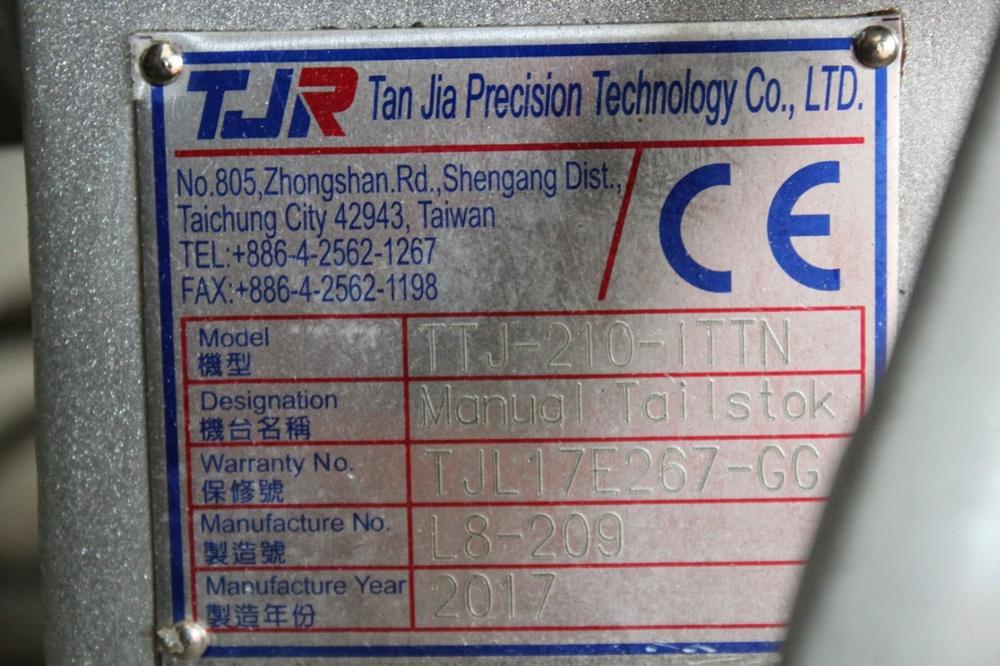 TJR Tan Jia Precision Technology Co., LTD.
No.805,Zhongshan.Rd.,Shengang Dist.,
Taichung City 42943, Taiwan
TEL:+886-4-2562-1267
FAX:+886-4-2562-1198
CE
Model TTJ-210-ITTN
機型
Designation Manual Tailstok
機台名稱
Warranty No. TJL17E267-GG
保修號
Manufacture No. L8-209
製造號
Manufacture Year 2017
製造年份